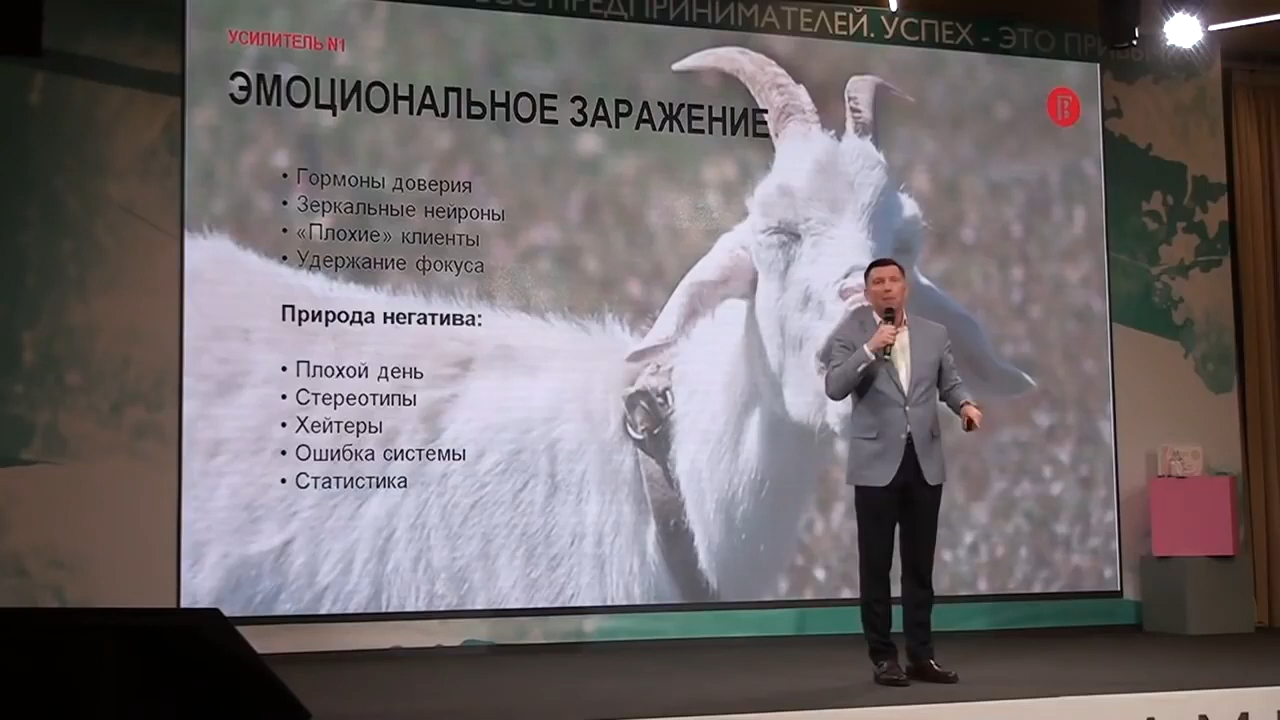 ПРЕДПРИНИМАТЕЛЕЙ. УСПЕХ - ЭТО
УСИЛИТЕЛЬ №1
ЭМОЦИОНАЛЬНОЕ ЗАРАЖЕНИЕ
• Гормоны доверия
• Зеркальные нейроны
• «Плохие» клиенты
• Удержание фокуса
Природа негатива:
• Плохой день
• Стереотипы
• Хейтеры
• Ошибка системы
• Статистика